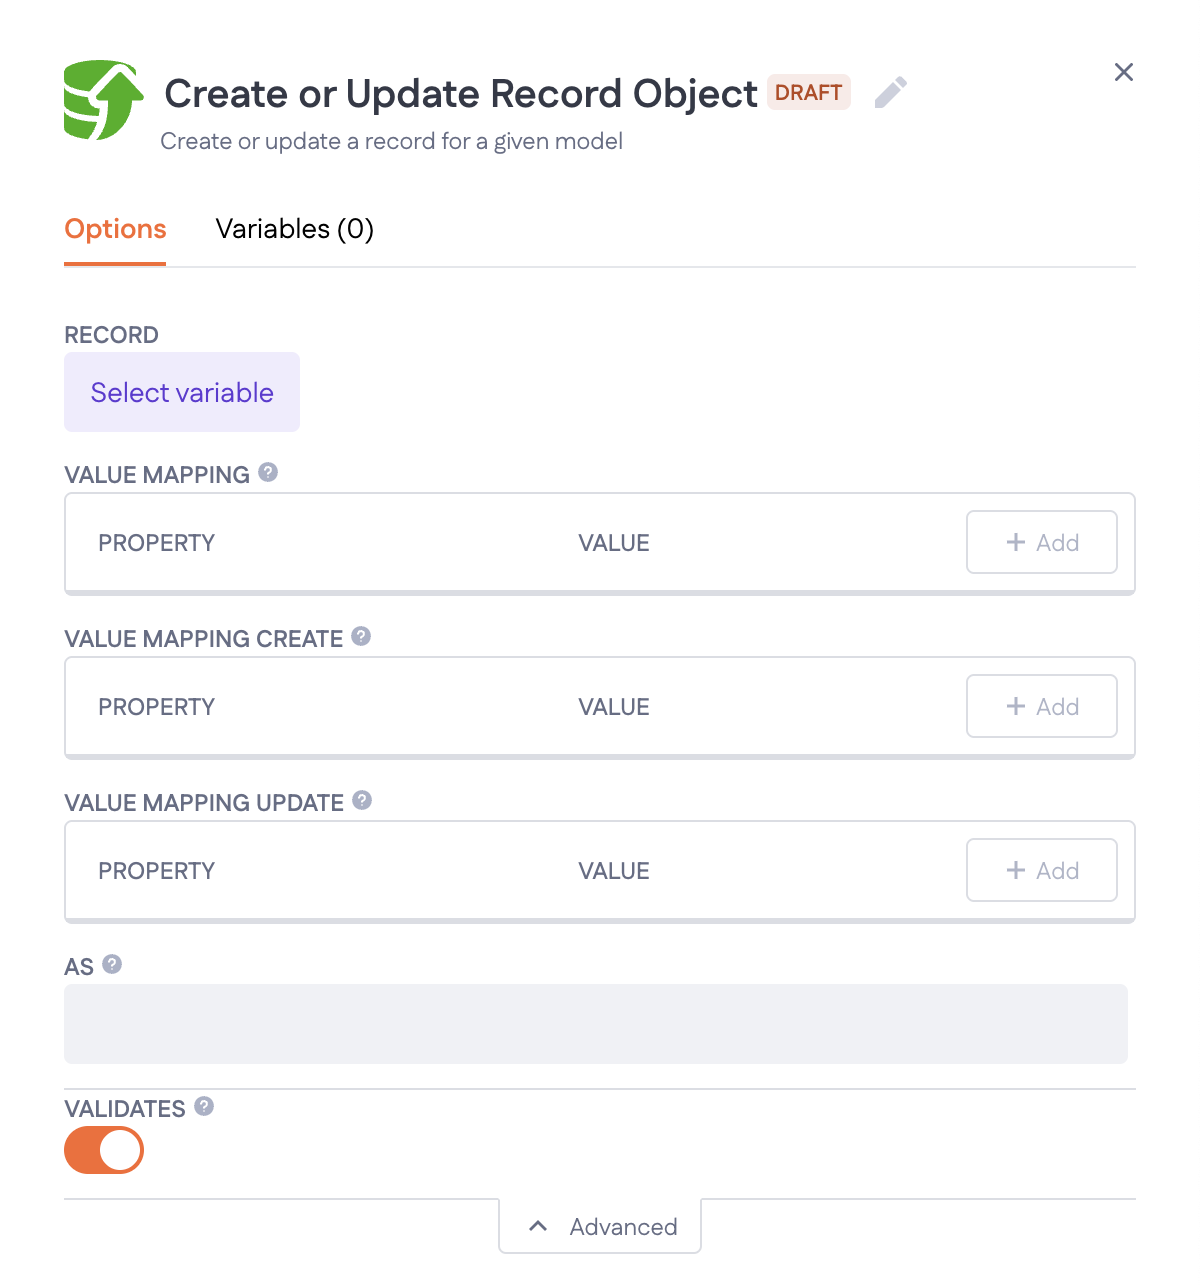 Create or Update Record Object DRAFT
Create or update a record for a given model
Options Variables (0)
RECORD
Select variable
VALUE MAPPING ?
PROPERTY VALUE + Add
VALUE MAPPING CREATE ?
PROPERTY VALUE + Add
VALUE MAPPING UPDATE ?
PROPERTY VALUE + Add
AS ?
VALIDATES ?
Advanced